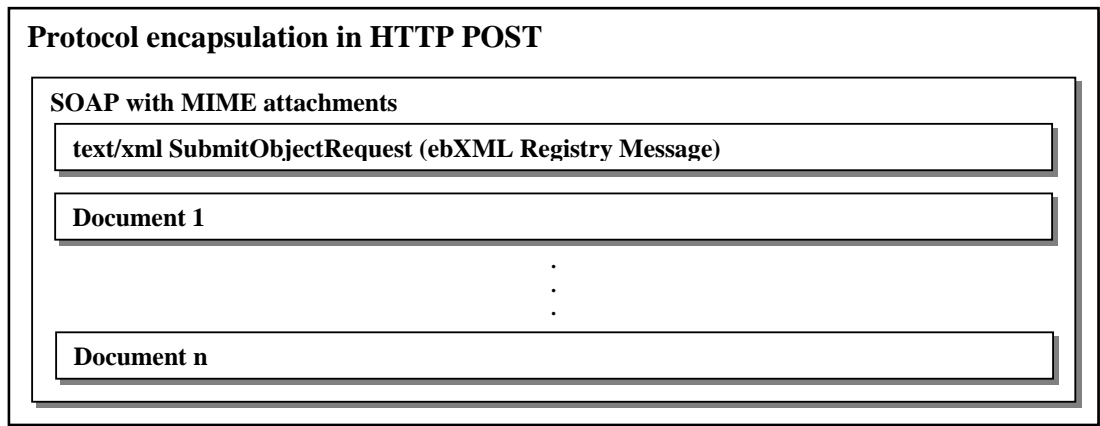 Protocol encapsulation in HTTP POST
SOAP with MIME attachments
text/xml SubmitObjectRequest (ebXML Registry Message)
Document 1
.
.
.
Document n